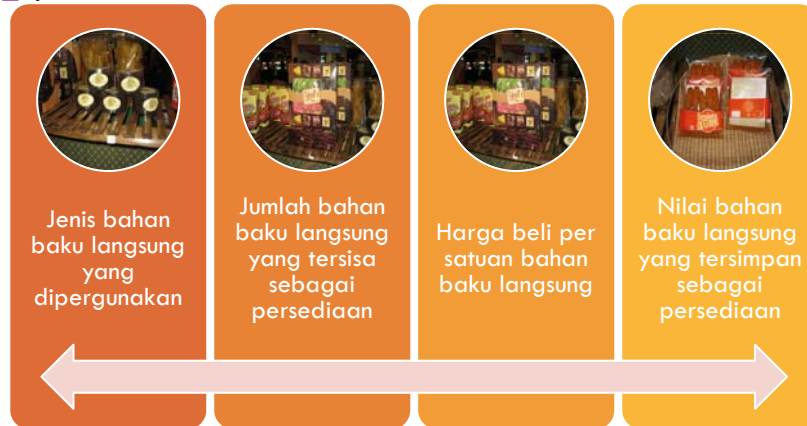 Jenis bahan
baku langsung
yang
dipergunakan
Jumlah bahan
baku langsung
yang tersisa
sebagai
persediaan
Harga beli per
satuan bahan
baku langsung
Nilai bahan
baku langsung
yang tersimpan
sebagai
persediaan